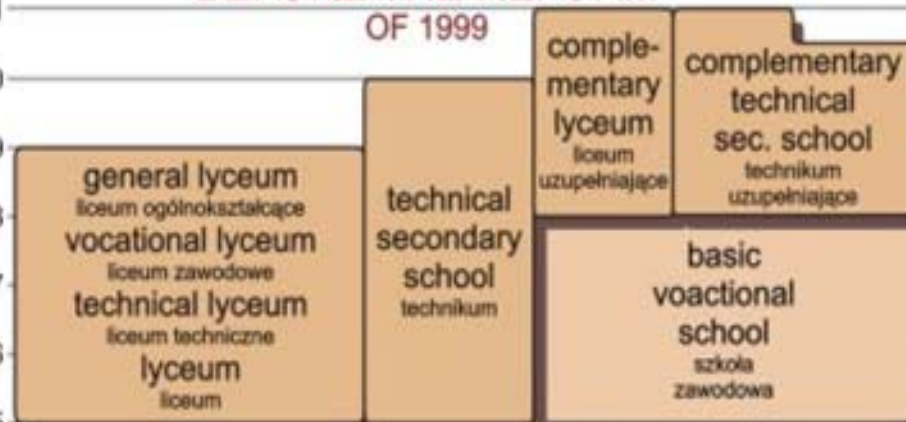 OF 1999
general lyceum
liceum ogólnokształcące
vocational lyceum
liceum zawodowe
technical lyceum
liceum techniczne
lyceum
liceum
technical
secondary
school
technikum
comple-
mentary
lyceum
liceum
uzupełniające
complementary
technical
sec. school
technikum
uzupełniające
basic
voactional
school
szkoła
zawodowa